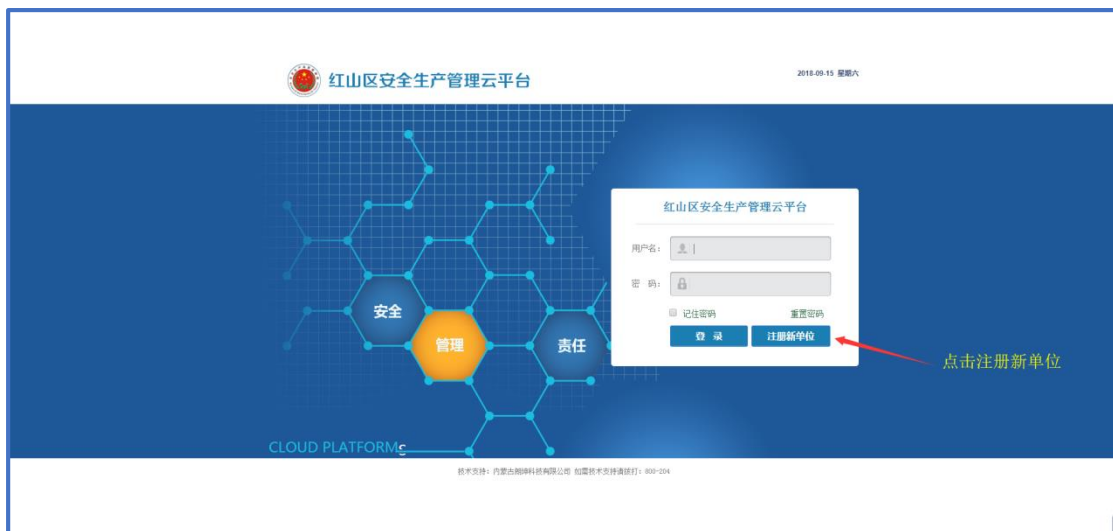 红山区安全生产管理云平台
2018-09-15 星期六
红山区安全生产管理云平台
用户名:
密 码:
记住密码 重置密码
登 录 注册新单位
点击注册新单位
安全
管理
责任
CLOUD PLATFORMS
技术支持:内蒙古朗坤科技有限公司 如需技术支持请拨打:800-204